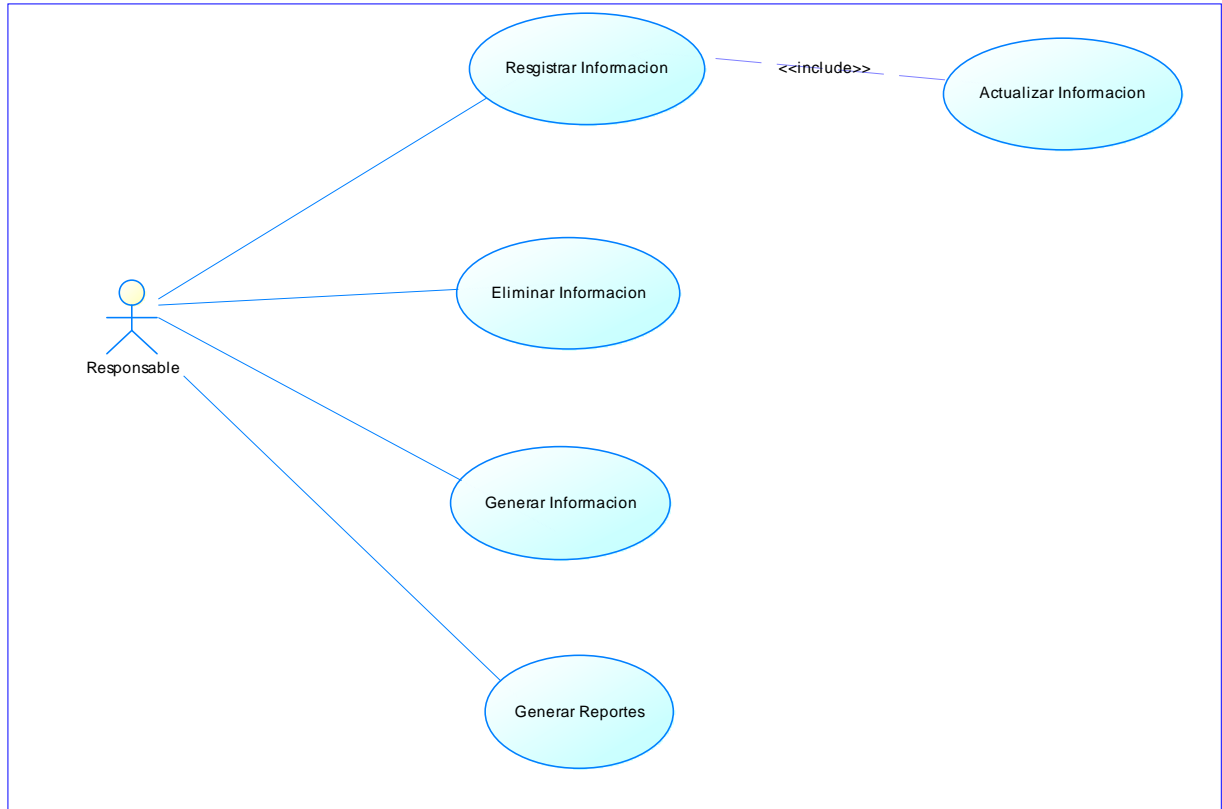 Resgistrar Informacion
<<include>>
Actualizar Informacion
Eliminar Informacion
Responsable
Generar Informacion
Generar Reportes